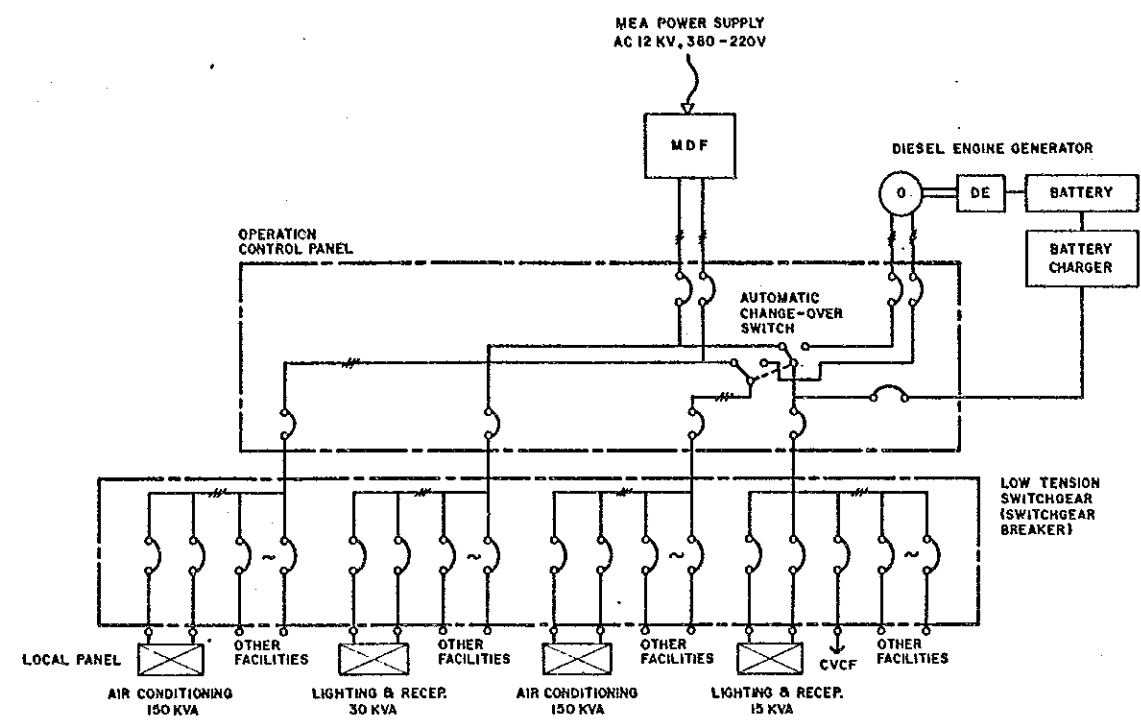 MEA POWER SUPPLY
AC 12 KV, 380-220V
MDF
DIESEL ENGINE GENERATOR
G
DE
BATTERY
BATTERY
CHARGER
OPERATION
CONTROL PANEL
AUTOMATIC
CHANGE-OVER
SWITCH
LOW TENSION
SWITCHGEAR
(SWITCHGEAR
BREAKER)
~
~
~
~
LOCAL PANEL
OTHER
FACILITIES
OTHER
FACILITIES
OTHER
FACILITIES
CVCF
OTHER
FACILITIES
AIR CONDITIONING
150 KVA
LIGHTING & RECEP.
30 KVA
AIR CONDITIONING
150 KVA
LIGHTING & RECEP.
15 KVA